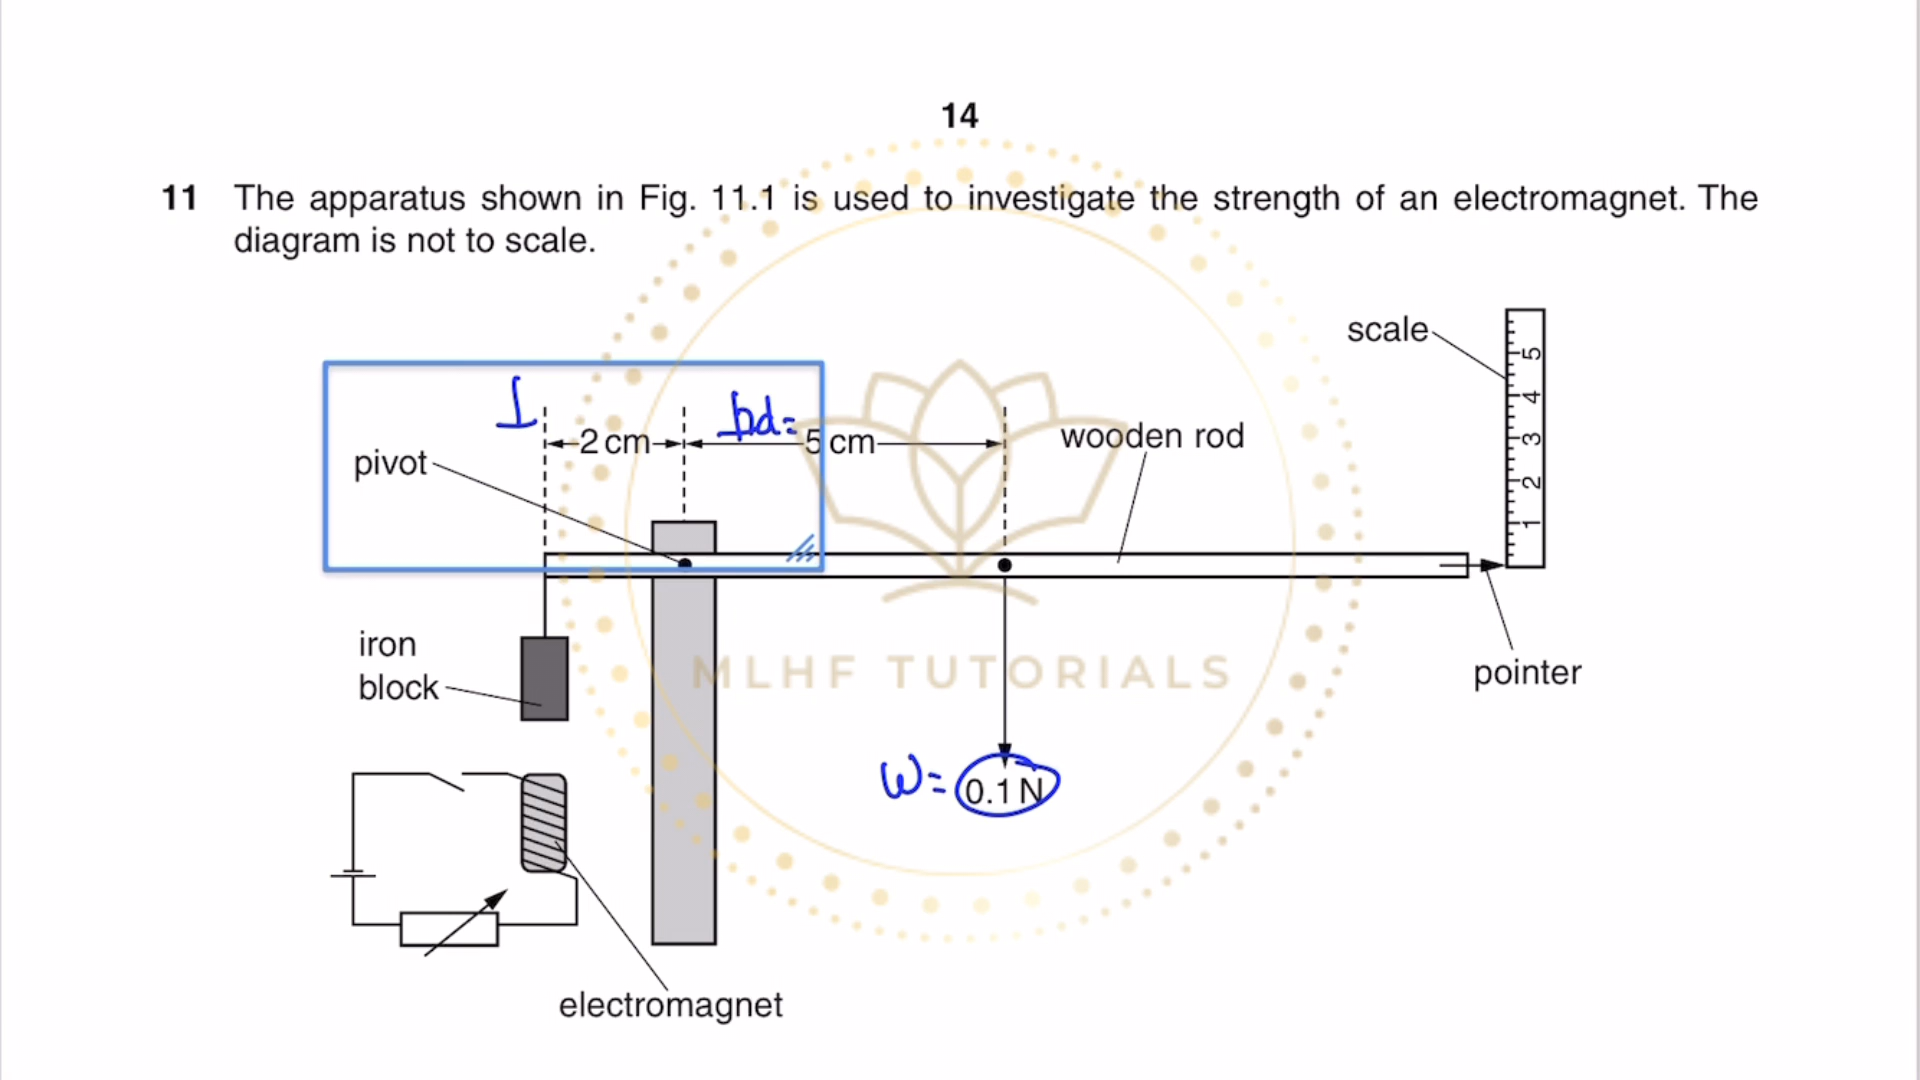 14
11 The apparatus shown in Fig. 11.1 is used to investigate the strength of an electromagnet. The
diagram is not to scale.
scale
5
4
3
2
1
I
bd=
2 cm
5 cm
wooden rod
pivot
iron
block
pointer
MLHF TUTORIALS
W= 0.1 N
electromagnet